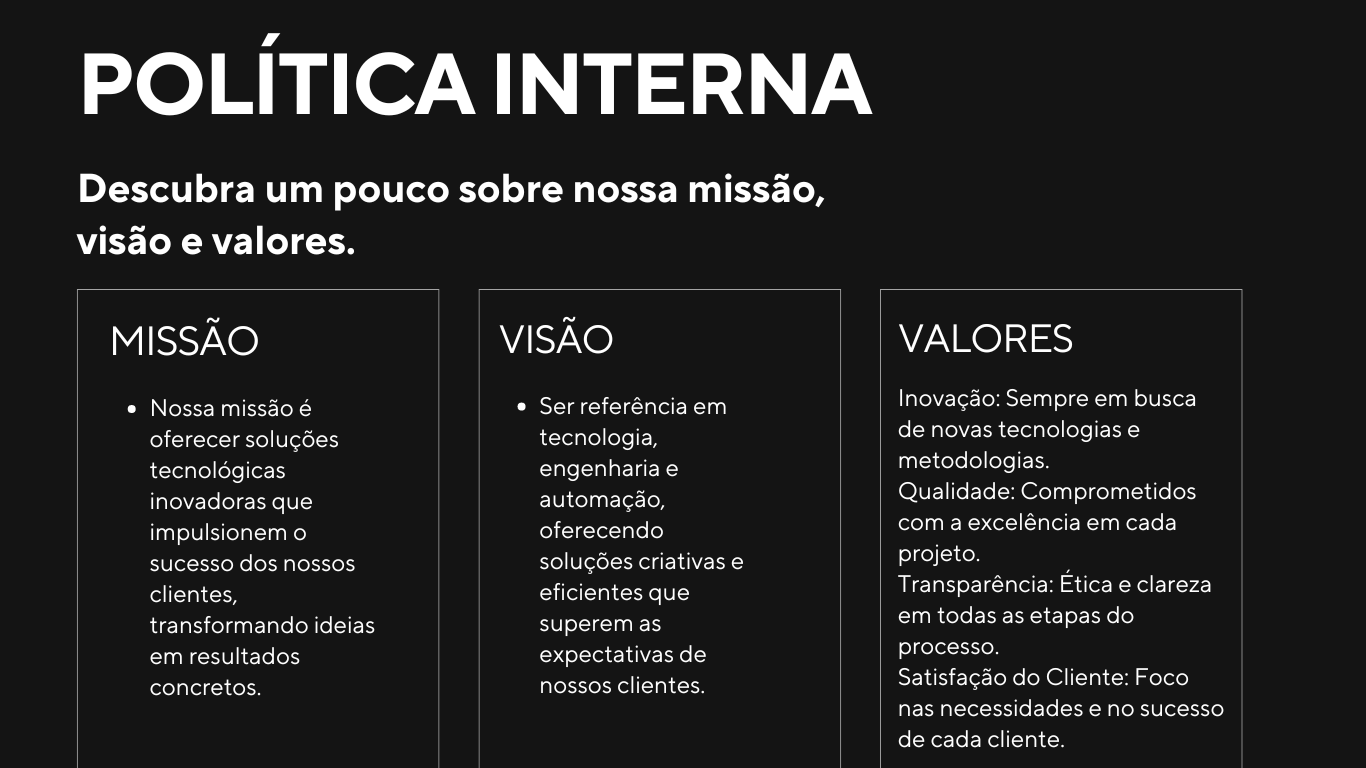 POLÍTICA INTERNA
Descubra um pouco sobre nossa missão,
visão e valores.
MISSÃO
• Nossa missão é
oferecer soluções
tecnológicas
inovadoras que
impulsionem o
sucesso dos nossos
clientes,
transformando ideias
em resultados
concretos.
VISÃO
• Ser referência em
tecnologia,
engenharia e
automação,
oferecendo
soluções criativas e
eficientes que
superem as
expectativas de
nossos clientes.
VALORES
Inovação: Sempre em busca
de novas tecnologias e
metodologias.
Qualidade: Comprometidos
com a excelência em cada
projeto.
Transparência: Ética e clareza
em todas as etapas do
processo.
Satisfação do Cliente: Foco
nas necessidades e no sucesso
de cada cliente.